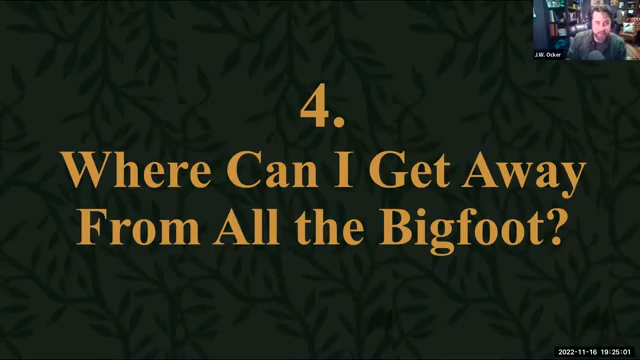 J.W. Ocker
4.
Where Can I Get Away
From All the Bigfoot?
2022-11-16 19:25:01